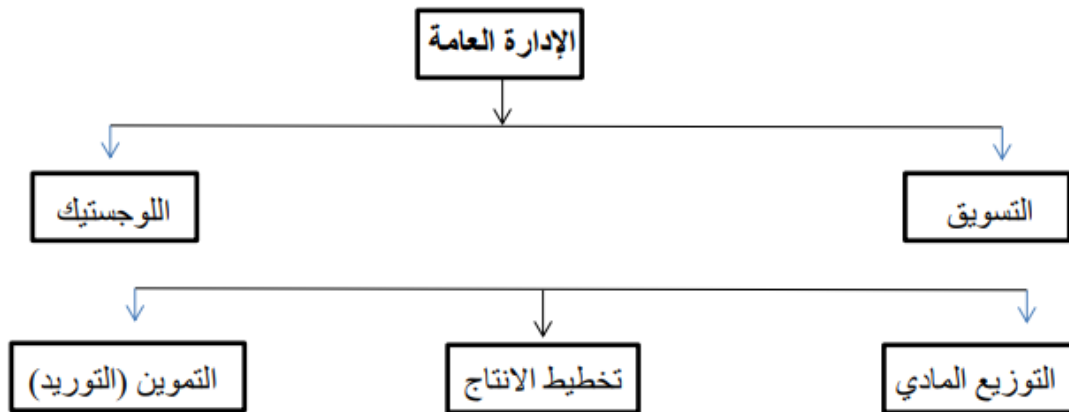 الإدارة العامة
التسويق
اللوجستيك
التوزيع المادي
تخطيط الانتاج
التموين (التوريد)